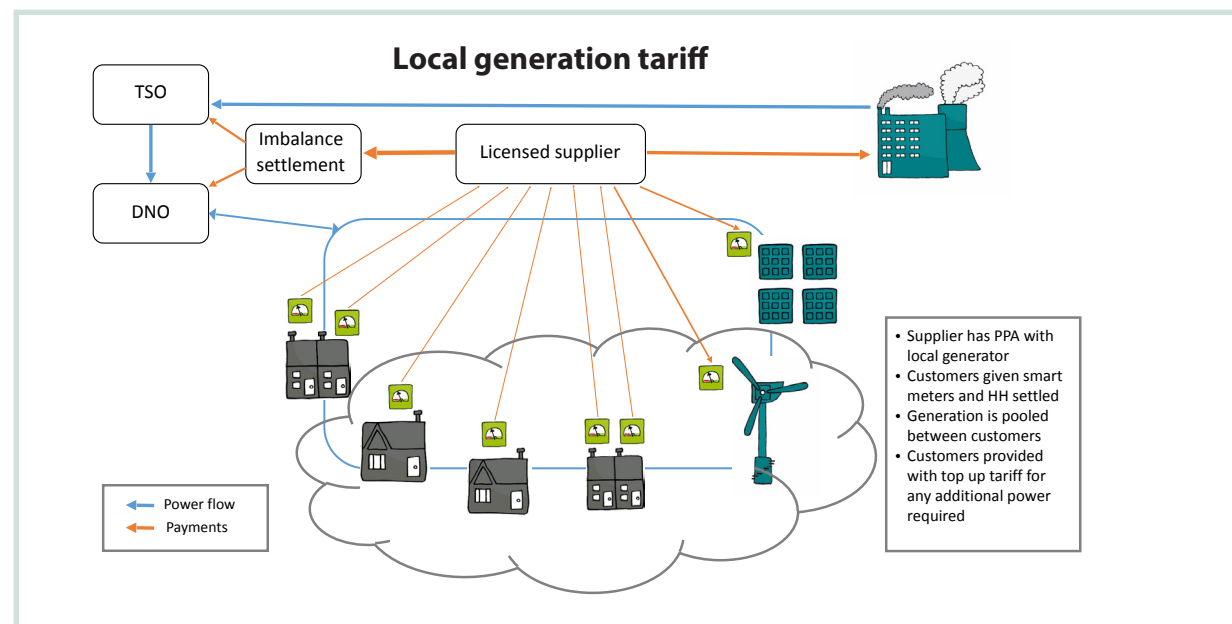 Local generation tariff
TSO
Imbalance
settlement
Licensed supplier
DNO
• Supplier has PPA with
local generator
• Customers given smart
meters and HH settled
• Generation is pooled
between customers
• Customers provided
with top up tariff for
any additional power
required
Power flow
Payments